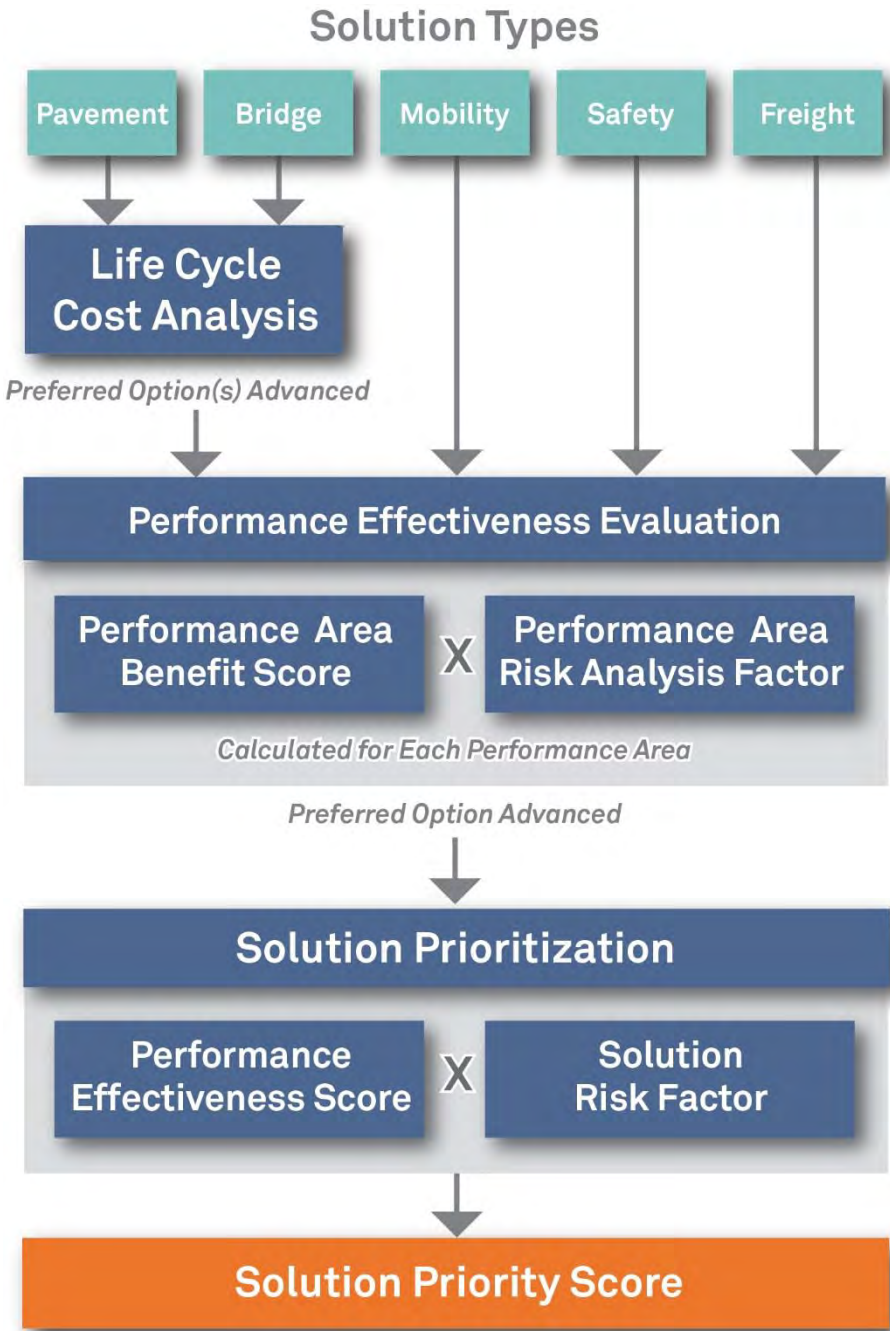 Solution Types
Pavement
Bridge
Mobility
Safety
Freight
Life Cycle
Cost Analysis
Preferred Option(s) Advanced
Performance Effectiveness Evaluation
Performance Area
Benefit Score
X
Performance Area
Risk Analysis Factor
Calculated for Each Performance Area
Preferred Option Advanced
Solution Prioritization
Performance
Effectiveness Score
X
Solution
Risk Factor
Solution Priority Score